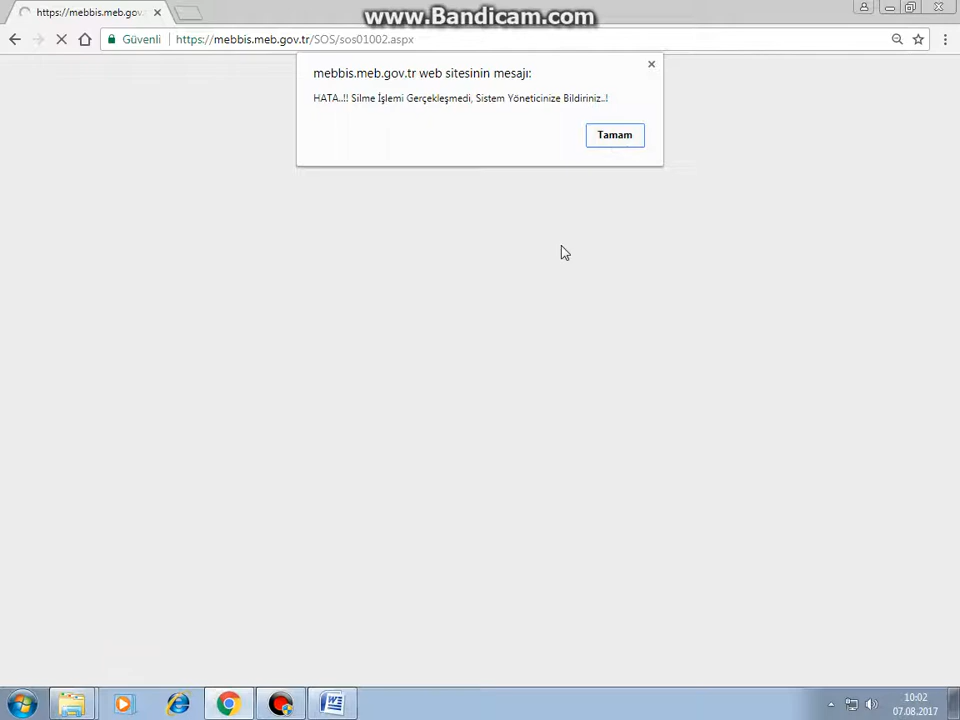 www.Bandicam.com
https://mebbis.meb.gov
Güvenli
https://mebbis.meb.gov.tr/SOS/sos01002.aspx
mebbis.meb.gov.tr web sitesinin mesajı:
HATA..!! Silme İşlemi Gerçekleşmedi, Sistem Yöneticinize Bildiriniz..!
Tamam
10:02
07.08.2017